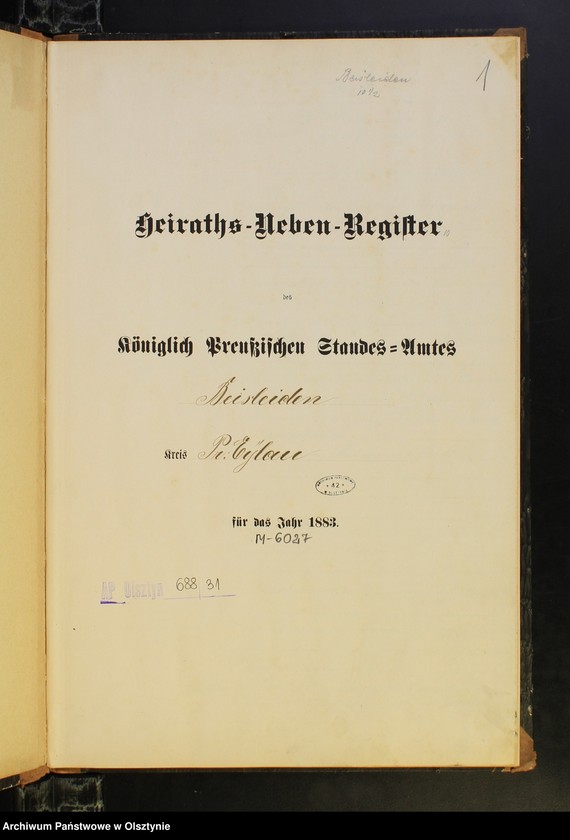 Beisleiden
1
Heiraths-Neben-Register
des
Königlich Preußischen Standes=Amtes
Beisleiden
Kreis Pr. Eylau
42
für das Jahr 1883.
M-6027
AP Olsztyn 688/31
Archiwum Państwowe w Olsztynie